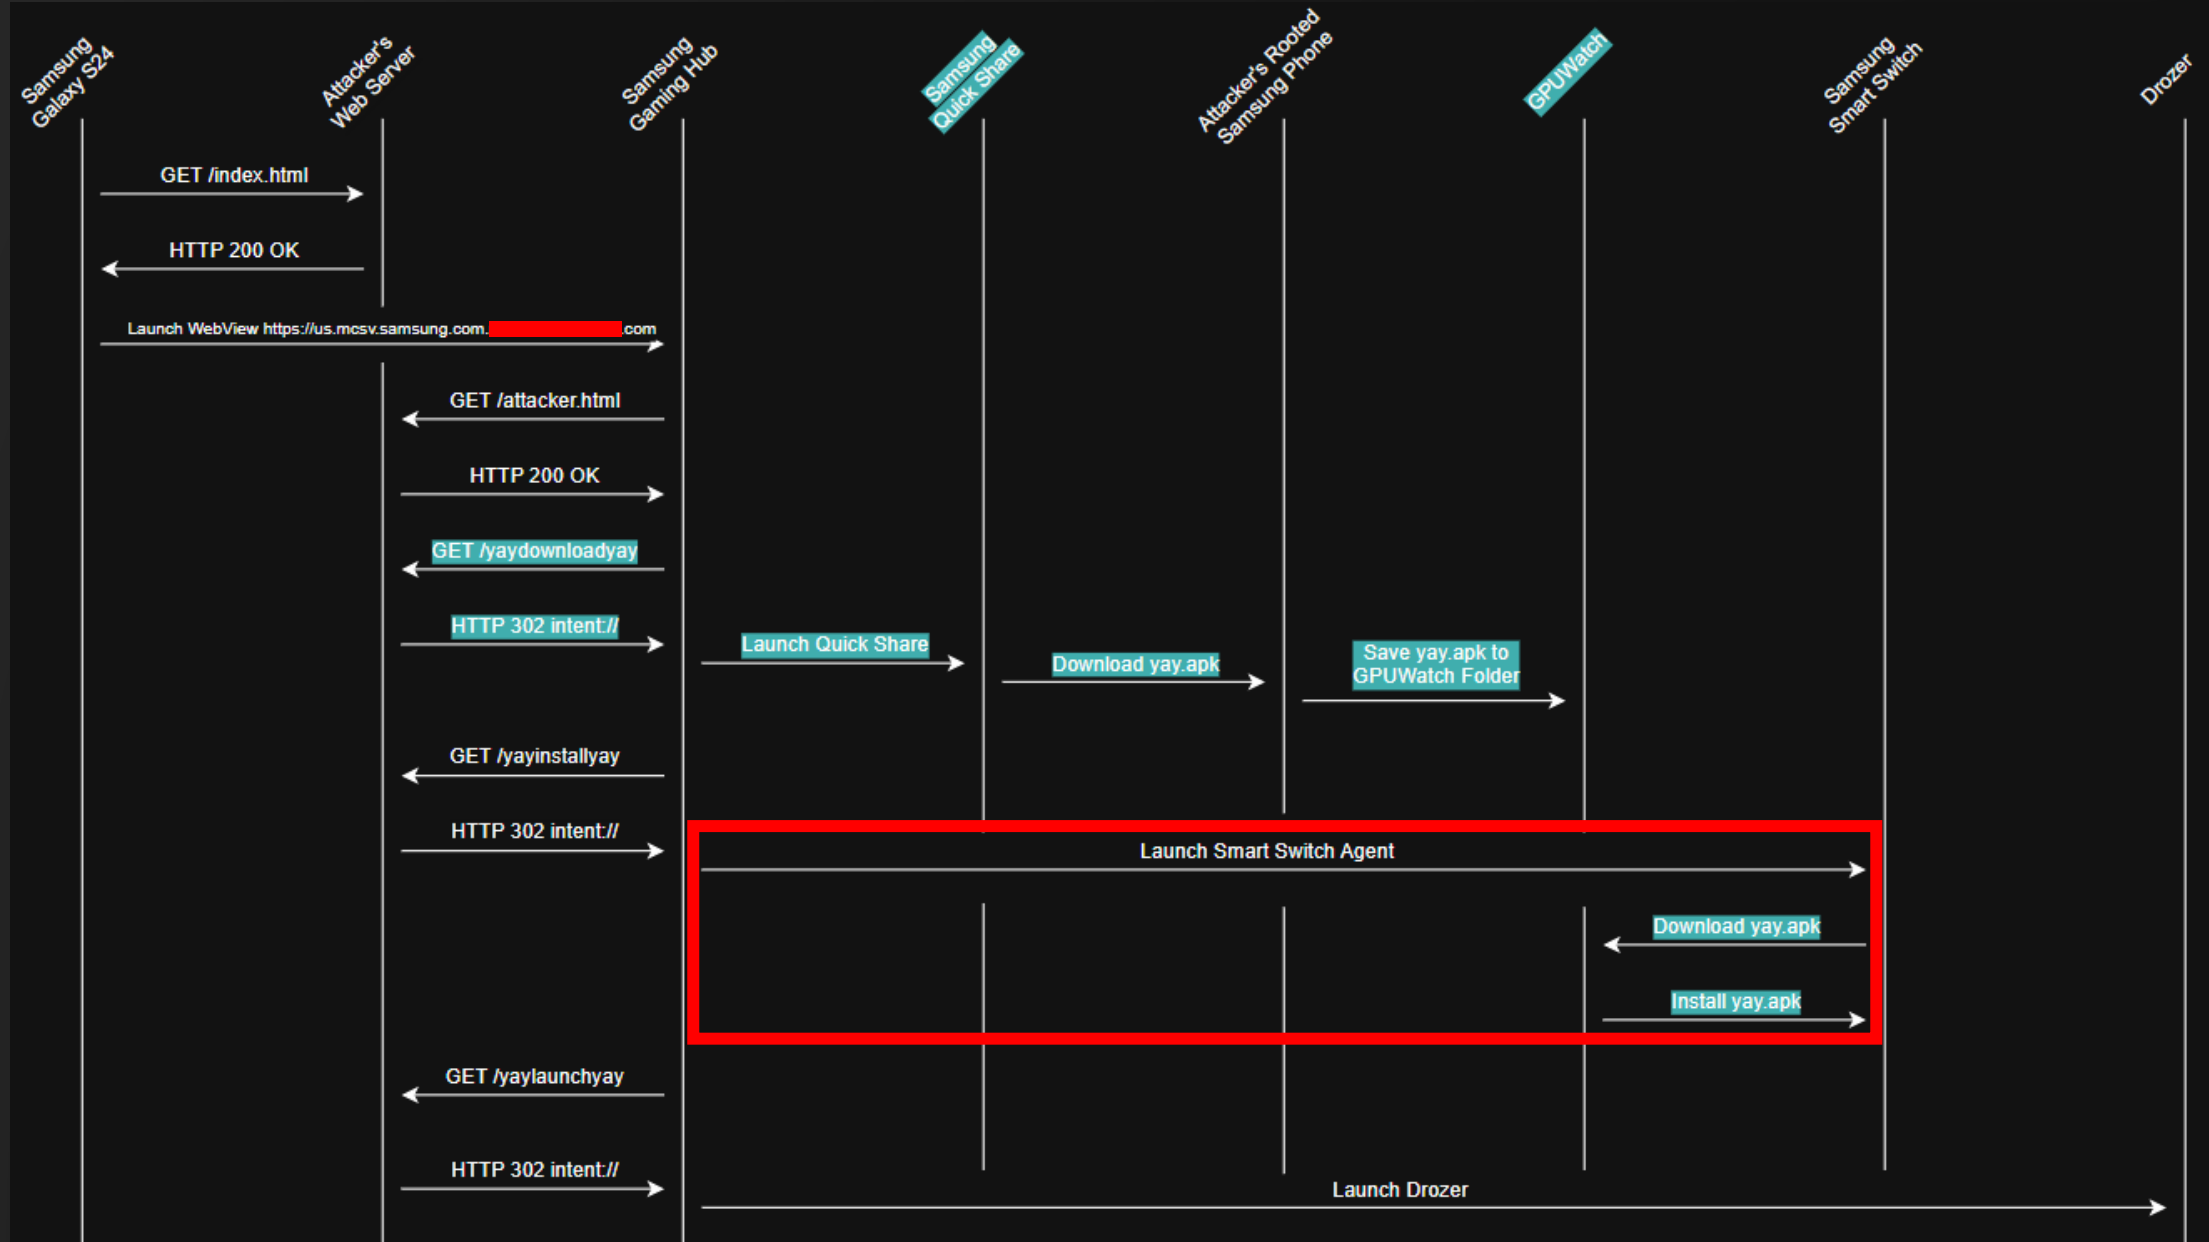 Samsung
Galaxy S24
Attacker's
Web Server
Samsung
Gaming Hub
Samsung
Quick Share
Attacker's Rooted
Samsung Phone
GPUWatch
Samsung
Smart Switch
Drozer
GET /index.html
HTTP 200 OK
Launch WebView https://us.mcsv.samsung.com. .com
GET /attacker.html
HTTP 200 OK
GET /yaydownloadyay
HTTP 302 intent://
Launch Quick Share
Download yay.apk
Save yay.apk to
GPUWatch Folder
GET /yayinstallyay
HTTP 302 intent://
Launch Smart Switch Agent
Download yay.apk
Install yay.apk
GET /yaylaunchyay
HTTP 302 intent://
Launch Drozer